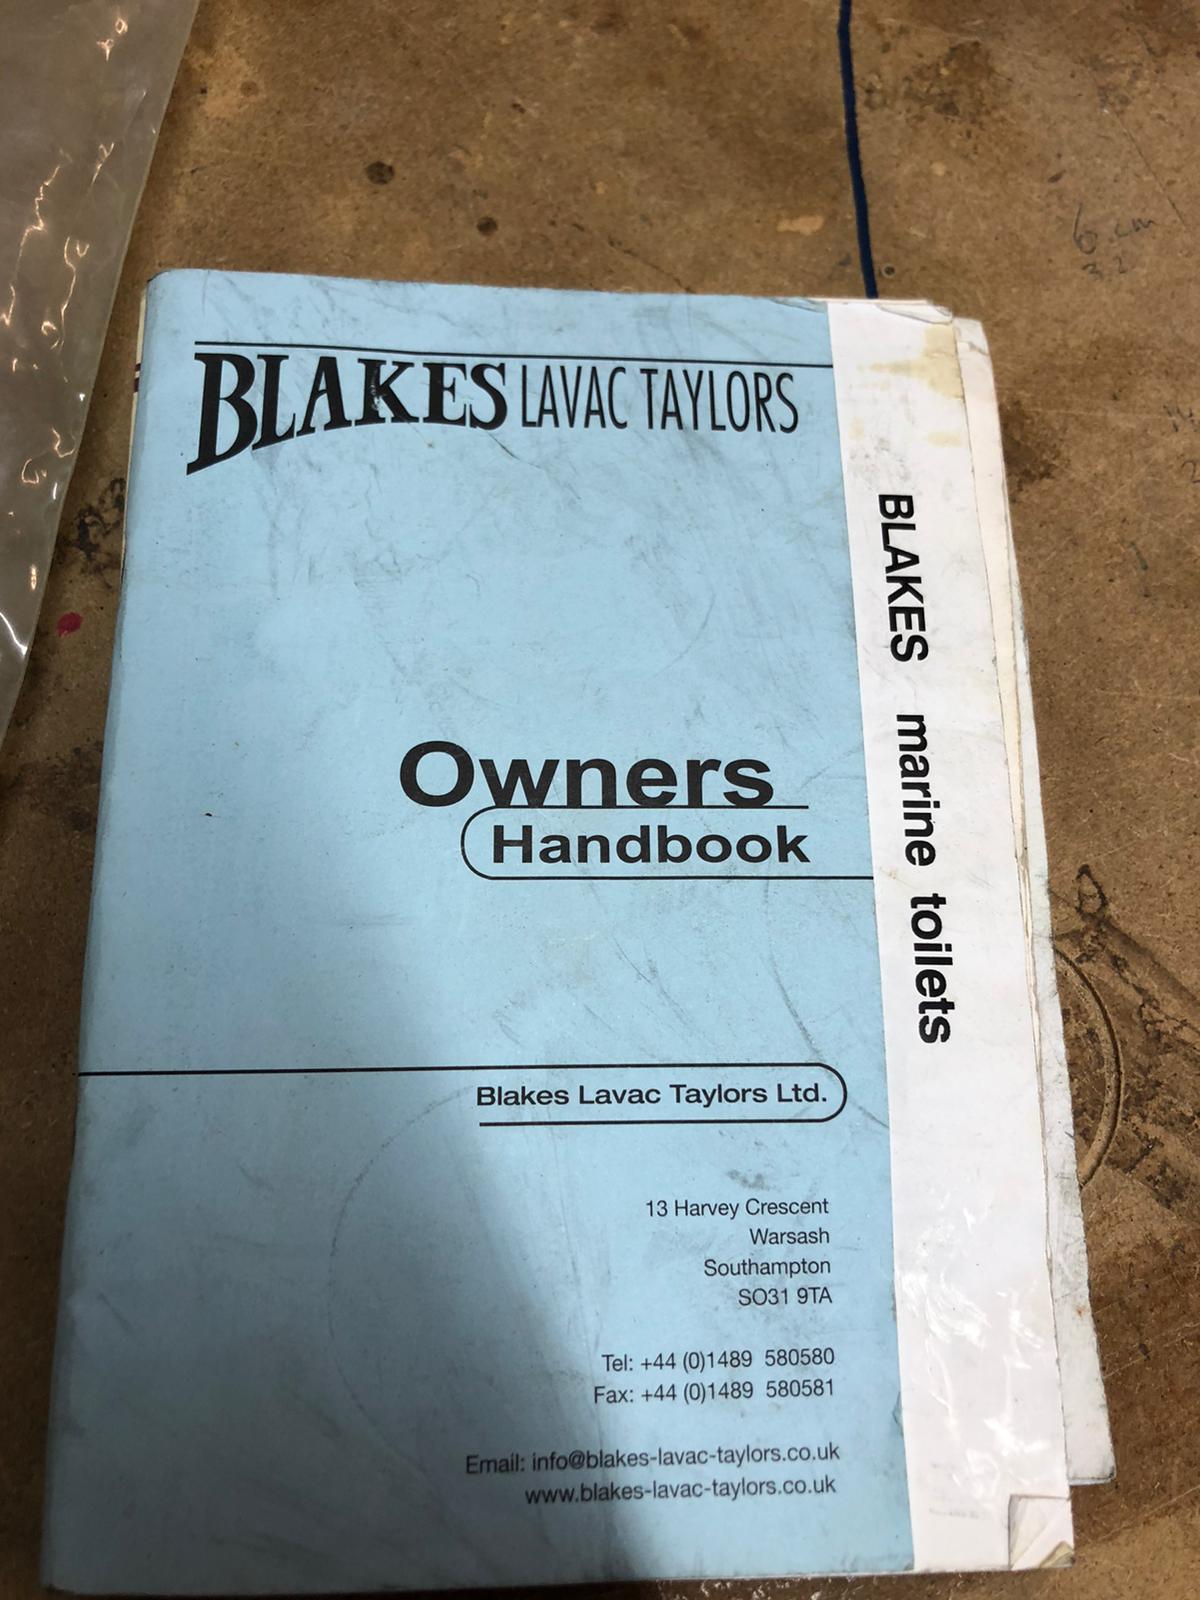 BLAKES LAVAC TAYLORS
Owners
Handbook
Blakes Lavac Taylors Ltd.
13 Harvey Crescent
Warsash
Southampton
SO31 9TA
Tel: +44 (0)1489 580580
Fax: +44 (0)1489 580581
Email: info@blakes-lavac-taylors.co.uk
www.blakes-lavac-taylors.co.uk
BLAKES marine toilets
6.cm